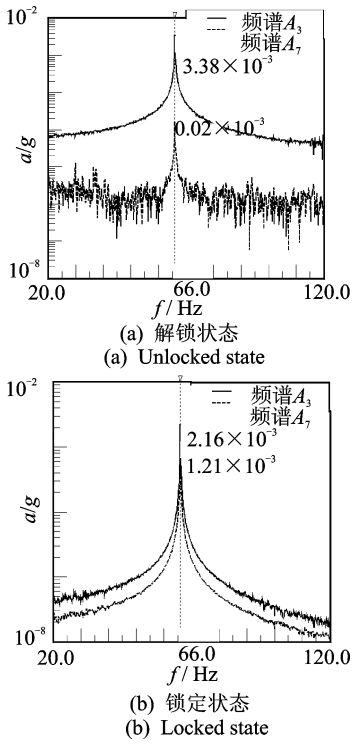 10⁻²
频谱A₃
频谱A₇
3.38×10⁻³
0.02×10⁻³
a/g
10⁻⁸
20.0 66.0 120.0
f / Hz
(a) 解锁状态
(a) Unlocked state
10⁻²
频谱A₃
频谱A₇
2.16×10⁻³
1.21×10⁻³
a/g
10⁻⁸
20.0 66.0 120.0
f / Hz
(b) 锁定状态
(b) Locked state